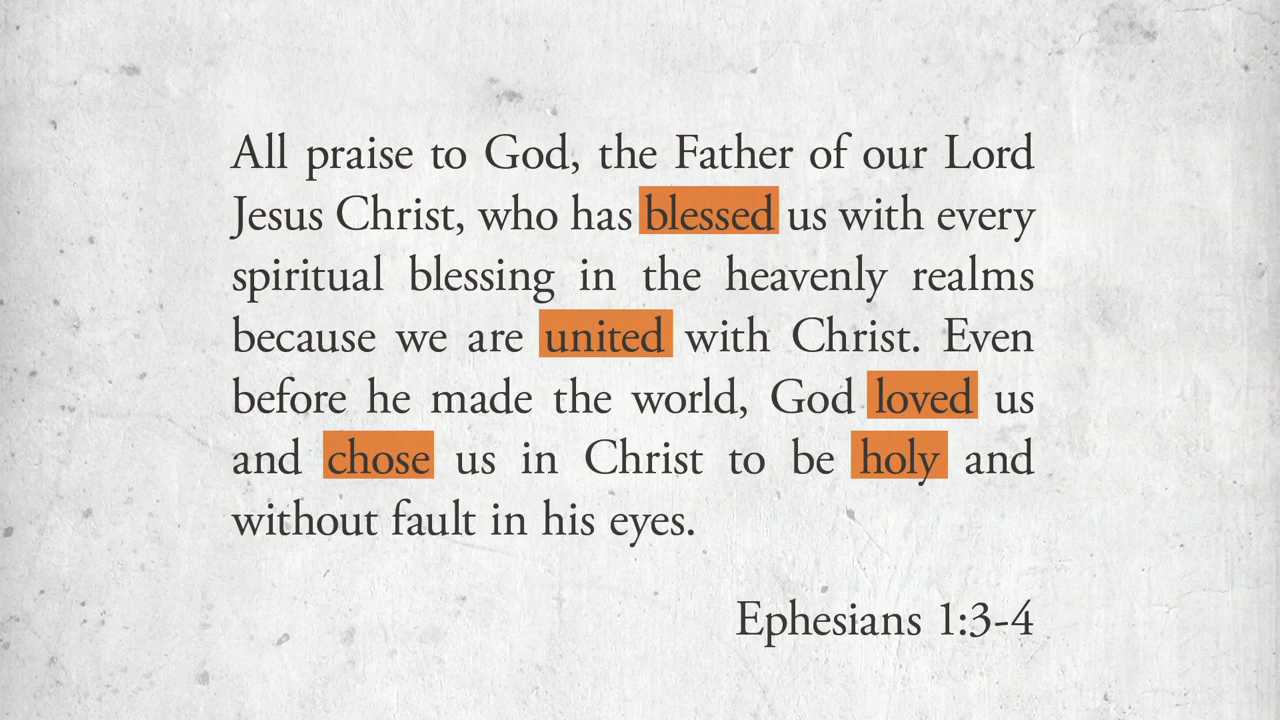 All praise to God, the Father of our Lord
Jesus Christ, who has blessed us with every
spiritual blessing in the heavenly realms
because we are united with Christ. Even
before he made the world, God loved us
and chose us in Christ to be holy and
without fault in his eyes.
Ephesians 1:3-4